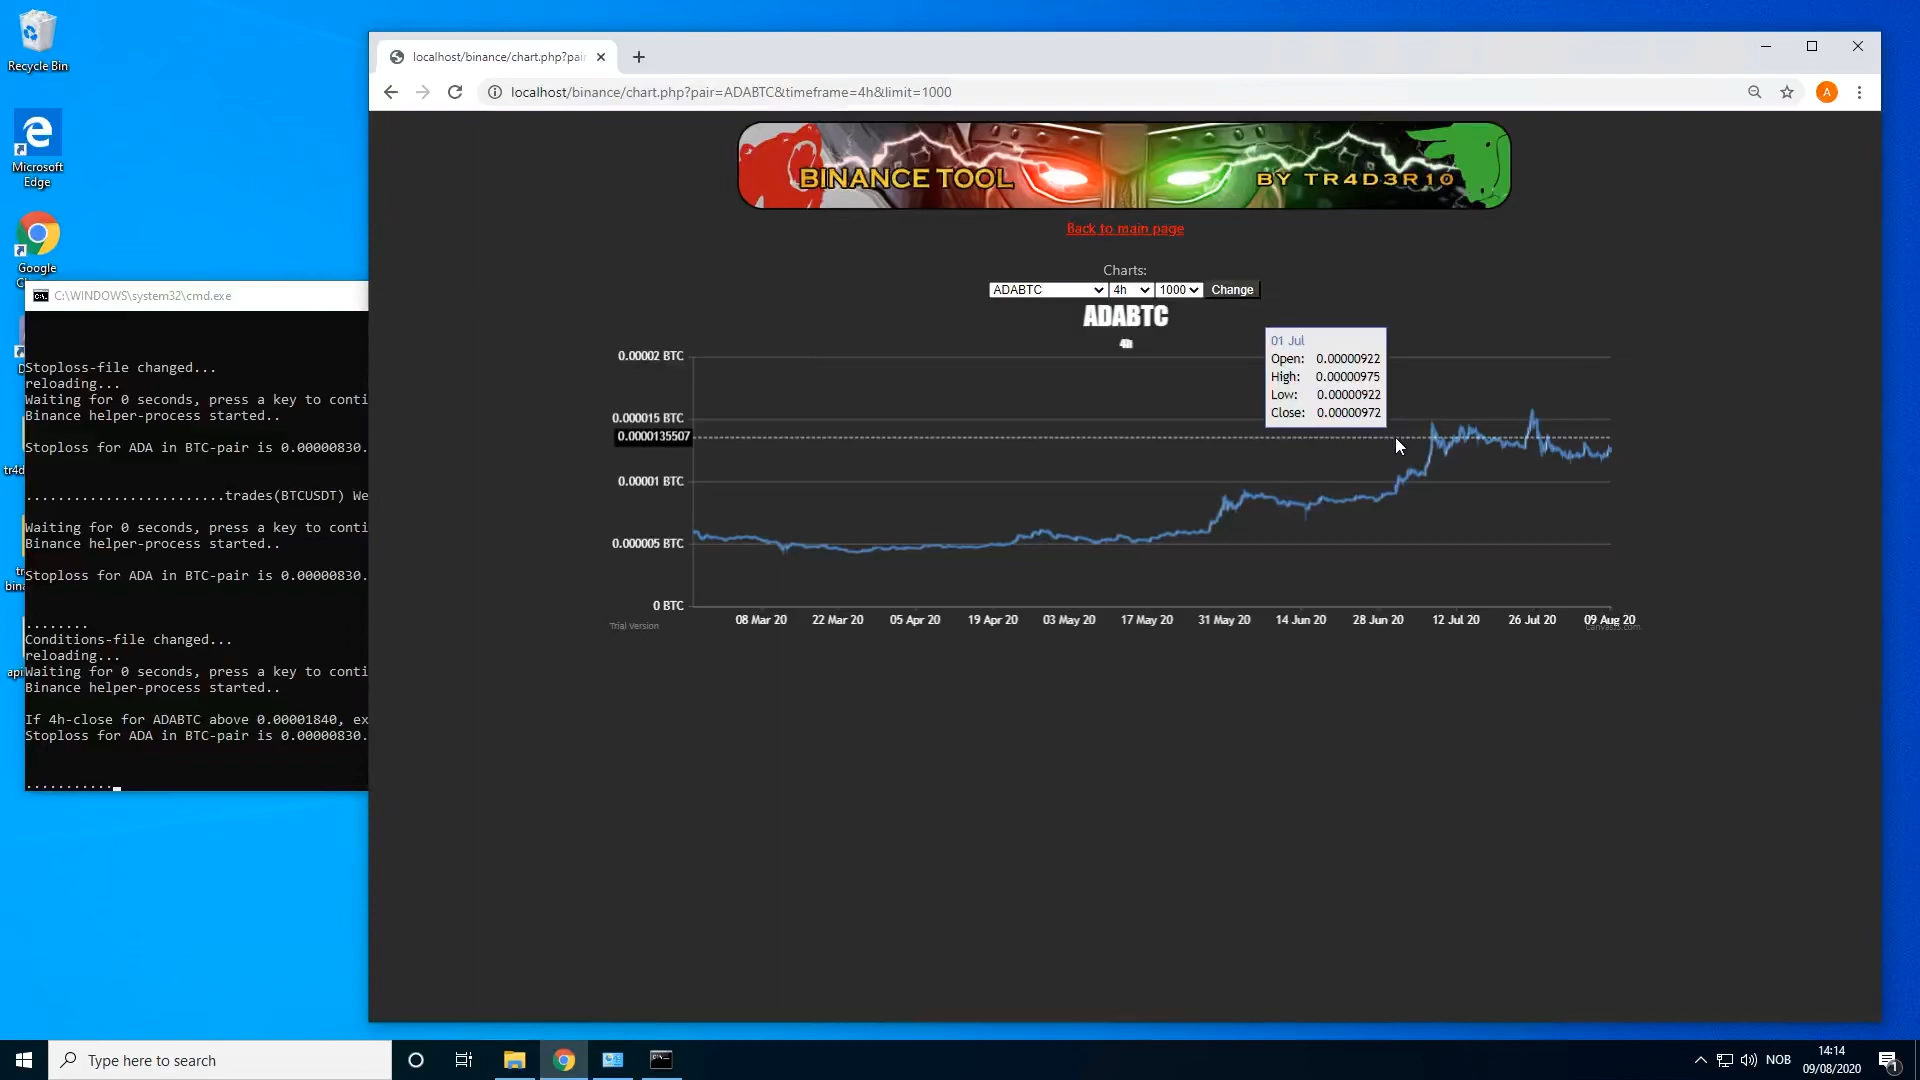 Recycle Bin
Microsoft
Edge
Google
C:\WINDOWS\system32\cmd.exe
Stoploss-file changed...
reloading...
Waiting for 0 seconds, press a key to conti
Binance helper-process started..
Stoploss for ADA in BTC-pair is 0.00000830.
.........................trades(BTCUSDT) We
Waiting for 0 seconds, press a key to conti
Binance helper-process started..
Stoploss for ADA in BTC-pair is 0.00000830.
........
Conditions-file changed...
reloading...
Waiting for 0 seconds, press a key to conti
Binance helper-process started..
If 4h-close for ADABTC above 0.00001840, ex
Stoploss for ADA in BTC-pair is 0.00000830.
...........
tr4d
bina
api
localhost/binance/chart.php?pai
localhost/binance/chart.php?pair=ADABTC&timeframe=4h&limit=1000
A
BINANCE TOOL BY TR4D3R10
Back to main page
Charts:
ADABTC 4h 1000 Change
ADABTC
4h
01 Jul
Open: 0.00000922
High: 0.00000975
Low: 0.00000922
Close: 0.00000972
0.00002 BTC
0.000015 BTC
0.0000135507
0.00001 BTC
0.000005 BTC
0 BTC
08 Mar 20 22 Mar 20 05 Apr 20 19 Apr 20 03 May 20 17 May 20 31 May 20 14 Jun 20 28 Jun 20 12 Jul 20 26 Jul 20 09 Aug 20
Trial Version
CanvasJS.com
Type here to search
NOB
14:14
09/08/2020
1